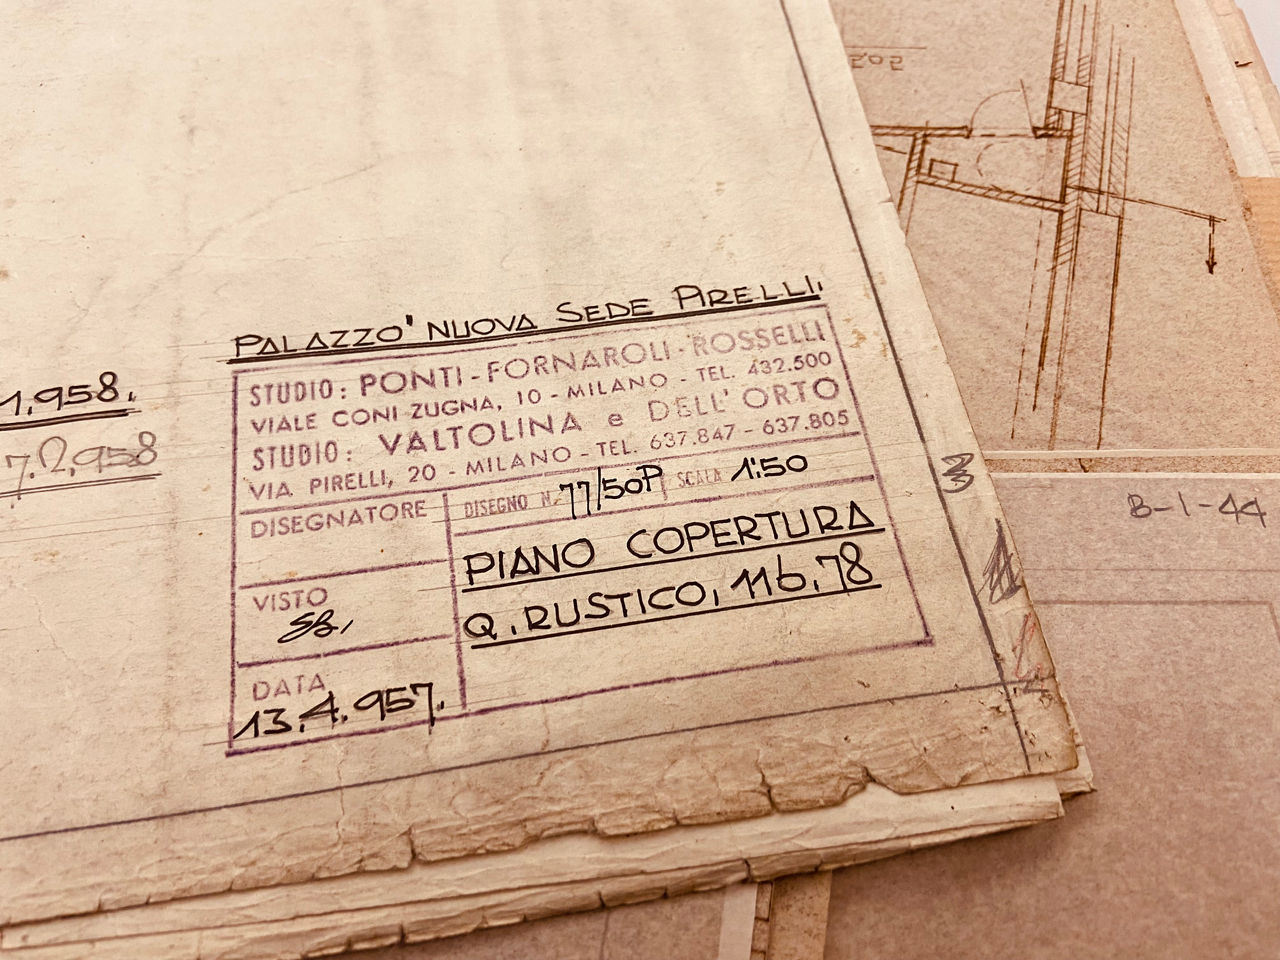 PALAZZO' NUOVA SEDE PIRELLI.
STUDIO: PONTI-FORNAROLI-ROSSELLI
VIALE CONI ZUGNA, 10 - MILANO - TEL. 432.500
STUDIO: VALTOLINA e DELL'ORTO
VIA PIRELLI, 20 - MILANO - TEL. 637.847 - 637.805
DISEGNATORE
DISEGNO N. 77/50P SCALA 1:50
PIANO COPERTURA
Q. RUSTICO, 116,78
VISTO
DATA
13.4.957.
1.958.
7.2.958
3
B-1-44
202